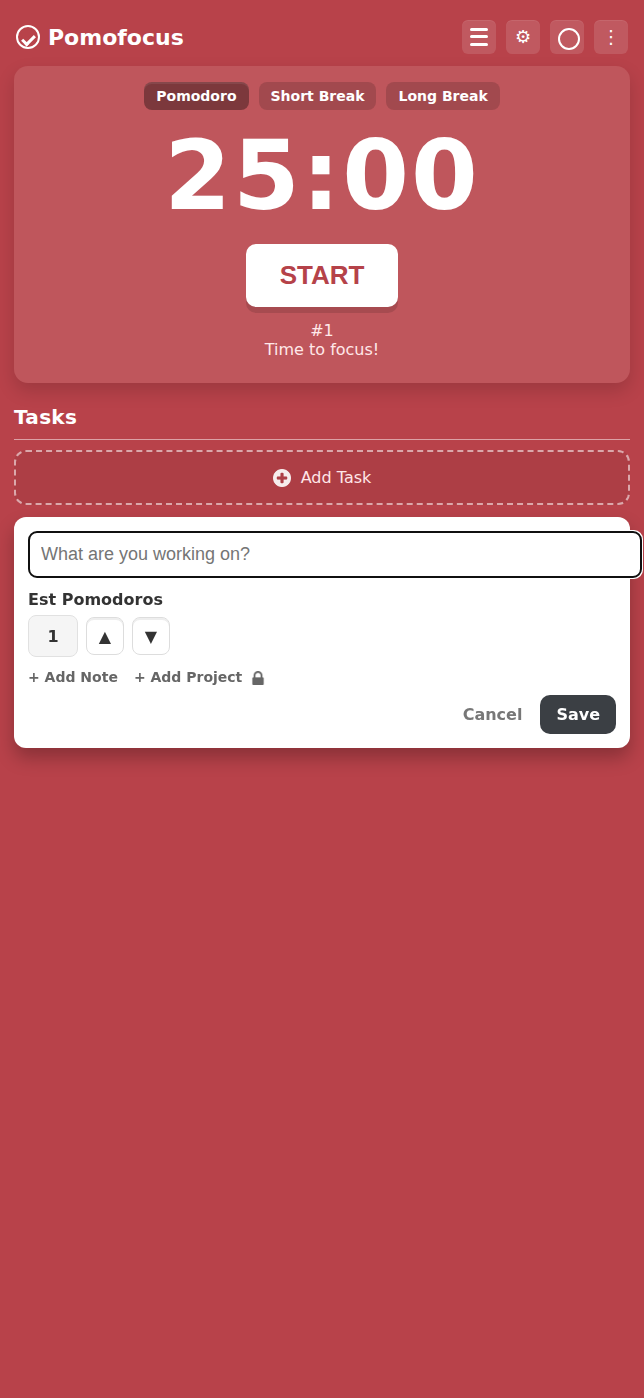 Pomofocus
Pomodoro Short Break Long Break
25:00
START
#1
Time to focus!
Tasks
Add Task
What are you working on?
Est Pomodoros
1
+ Add Note + Add Project
Cancel Save